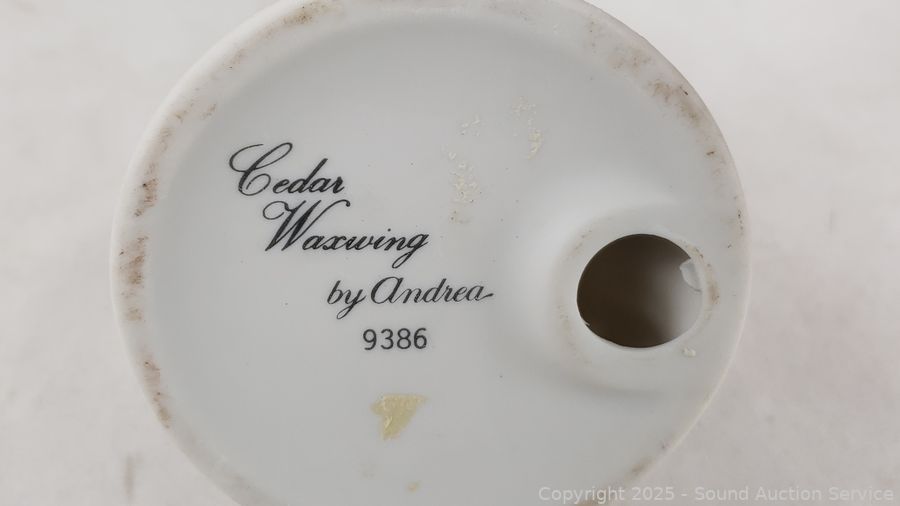 Cedar
Waxwing
by Andrea
9386
Copyright 2025 - Sound Auction Service